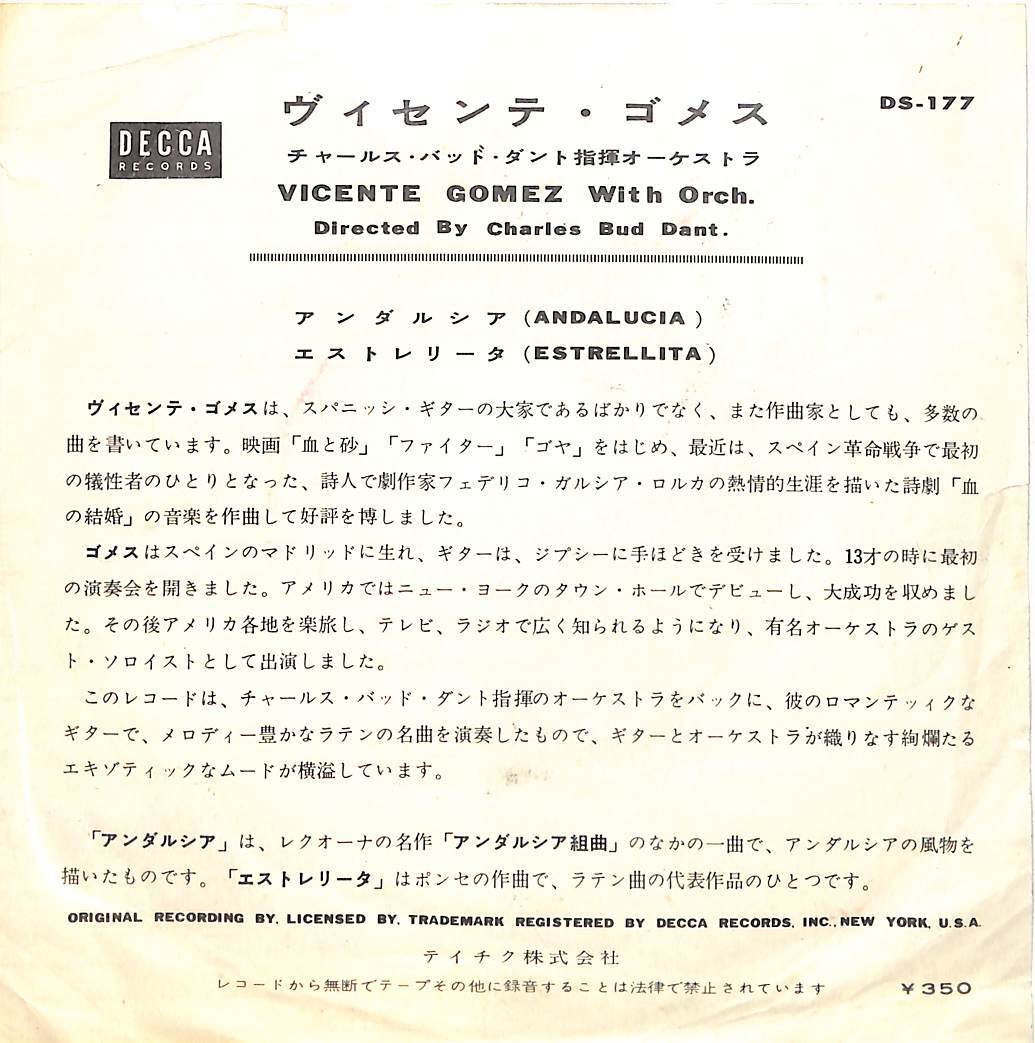 DS-177
ヴィセンテ・ゴメス
DECCA
RECORDS
チャールス・バッド・ダント指揮オーケストラ
VICENTE GOMEZ With Orch.
Directed By Charles Bud Dant.
アンダルシア (ANDALUCIA)
エストレリータ (ESTRELLITA)
ヴィセンテ・ゴメスは、スパニッシ・ギターの大家であるばかりでなく、また作曲家としても、多数の
曲を書いています。映画「血と砂」「ファイター」「ゴヤ」をはじめ、最近は、スペイン革命戦争で最初
の犠性者のひとりとなった、詩人で劇作家フェデリコ・ガルシア・ロルカの熱情的生涯を描いた詩劇「血
の結婚」の音楽を作曲して好評を博しました。
ゴメスはスペインのマドリッドに生れ、ギターは、ジプシーに手ほどきを受けました。13才の時に最初
の演奏会を開きました。アメリカではニュー・ヨークのタウン・ホールでデビューし、大成功を収めまし
た。その後アメリカ各地を楽旅し、テレビ、ラジオで広く知られるようになり、有名オーケストラのゲス
ト・ソロイストとして出演しました。
このレコードは、チャールス・バッド・ダント指揮のオーケストラをバックに、彼のロマンテッィクな
ギターで、メロディー豊かなラテンの名曲を演奏したもので、ギターとオーケストラが織りなす絢爛たる
エキゾティックなムードが横溢しています。
「アンダルシア」は、レクオーナの名作「アンダルシア組曲」のなかの一曲で、アンダルシアの風物を
描いたものです。「エストレリータ」はポンセの作曲で、ラテン曲の代表作品のひとつです。
ORIGINAL RECORDING BY, LICENSED BY, TRADEMARK REGISTERED BY DECCA RECORDS, INC., NEW YORK, U.S.A.
テイチク株式会社
レコードから無断でテープその他に録音することは法律で禁止されています ¥350